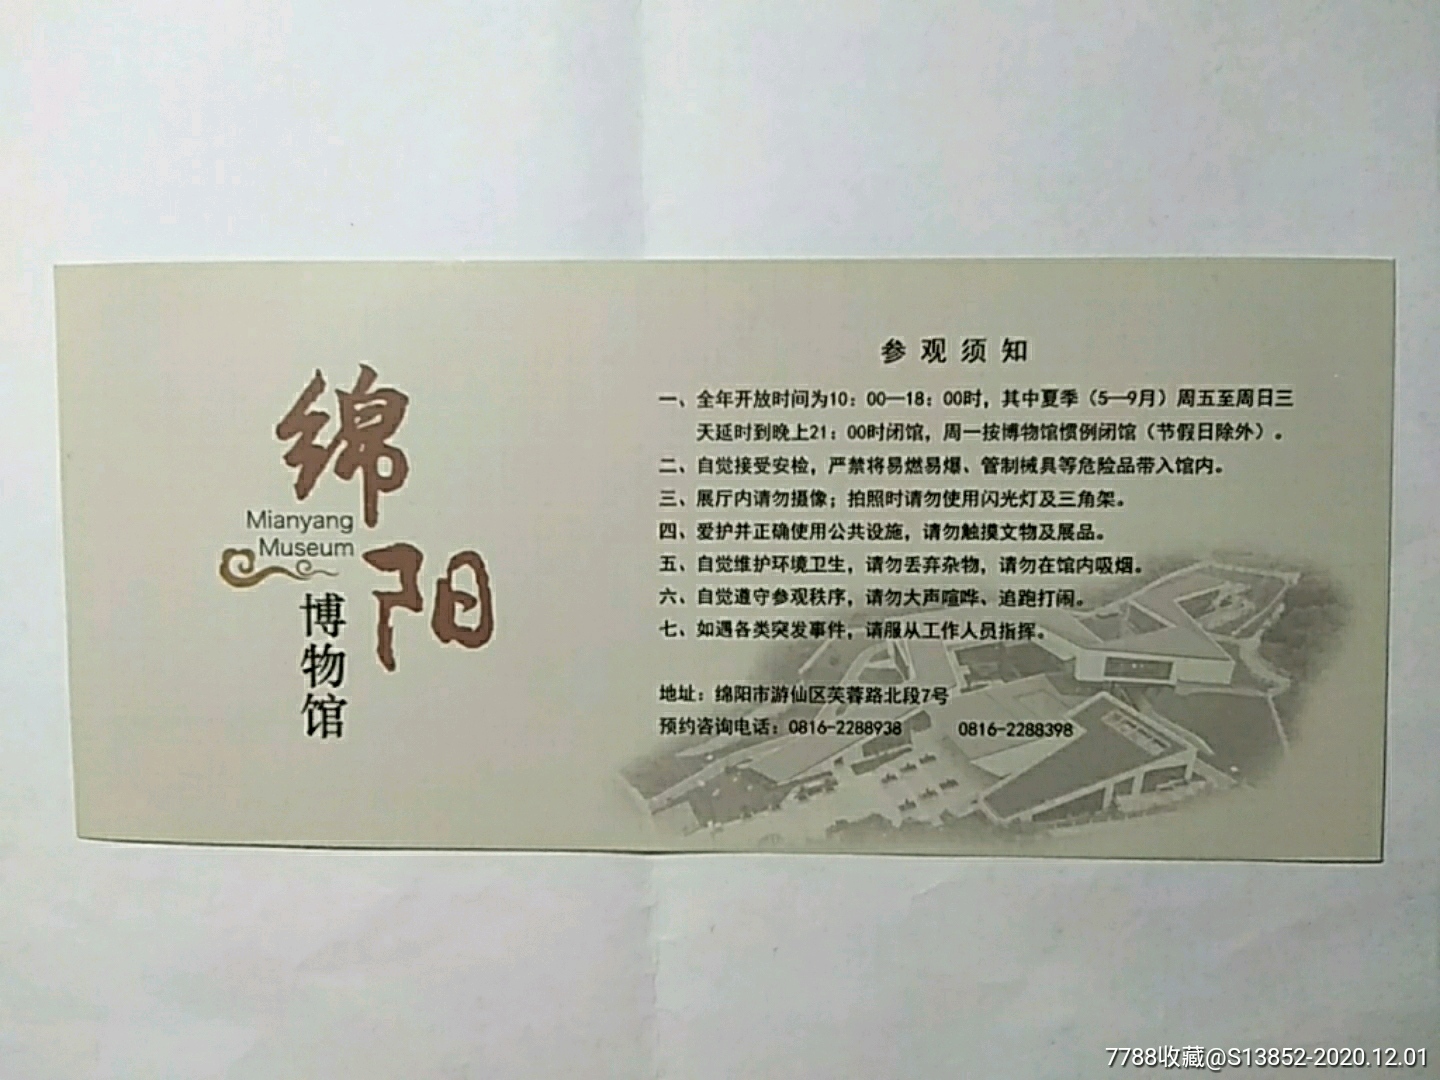 绵阳
Mianyang
Museum
博物馆
参观须知
一、全年开放时间为10：00—18：00时，其中夏季（5—9月）周五至周日三
天延时到晚上21：00时闭馆，周一按博物馆惯例闭馆（节假日除外）。
二、自觉接受安检，严禁将易燃易爆、管制械具等危险品带入馆内。
三、展厅内请勿摄像；拍照时请勿使用闪光灯及三角架。
四、爱护并正确使用公共设施，请勿触摸文物及展品。
五、自觉维护环境卫生，请勿丢弃杂物，请勿在馆内吸烟。
六、自觉遵守参观秩序，请勿大声喧哗、追跑打闹。
七、如遇各类突发事件，请服从工作人员指挥。
地址：绵阳市游仙区芙蓉路北段7号
预约咨询电话：0816-2288938 0816-2288398
7788收藏@S13852-2020.12.01